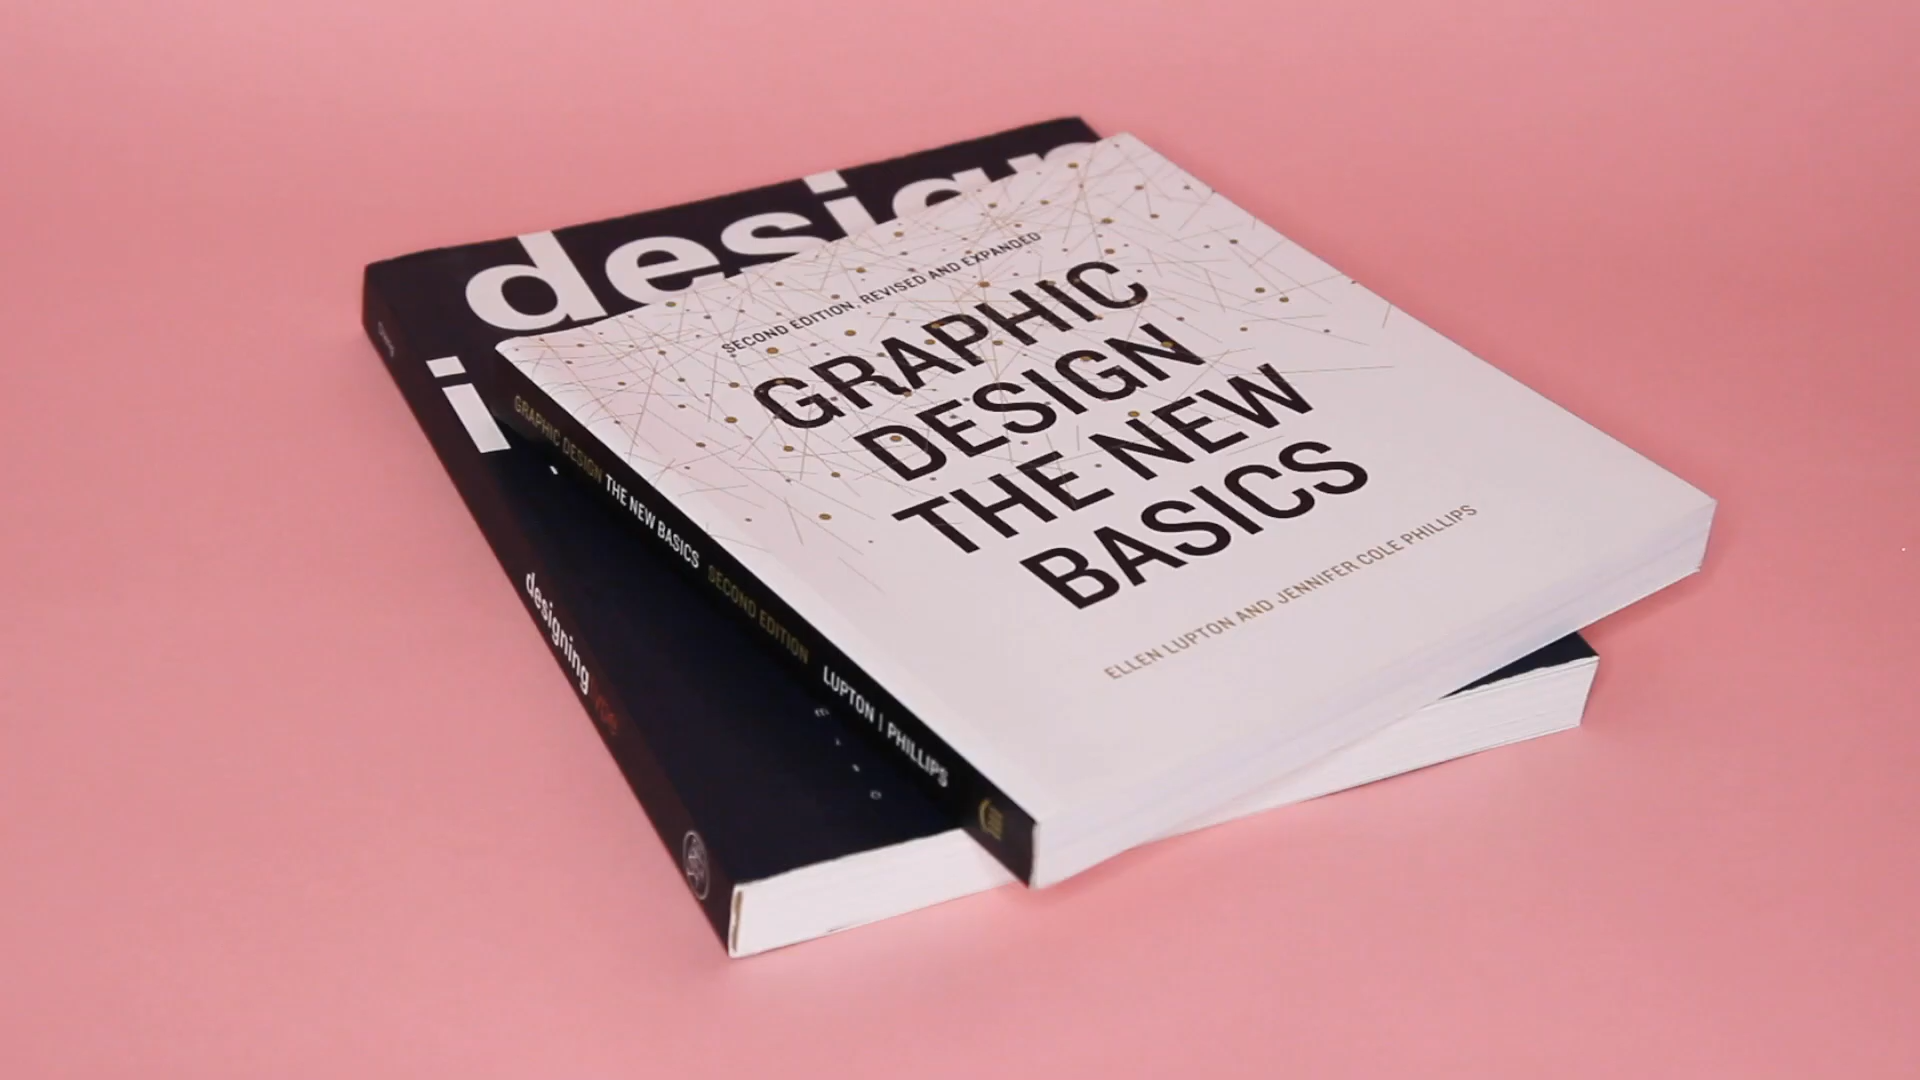 SECOND EDITION, REVISED AND EXPANDED
GRAPHIC
DESIGN
THE NEW
BASICS
ELLEN LUPTON AND JENNIFER COLE PHILLIPS
GRAPHIC DESIGN THE NEW BASICS SECOND EDITION LUPTON | PHILLIPS
design
i
designing